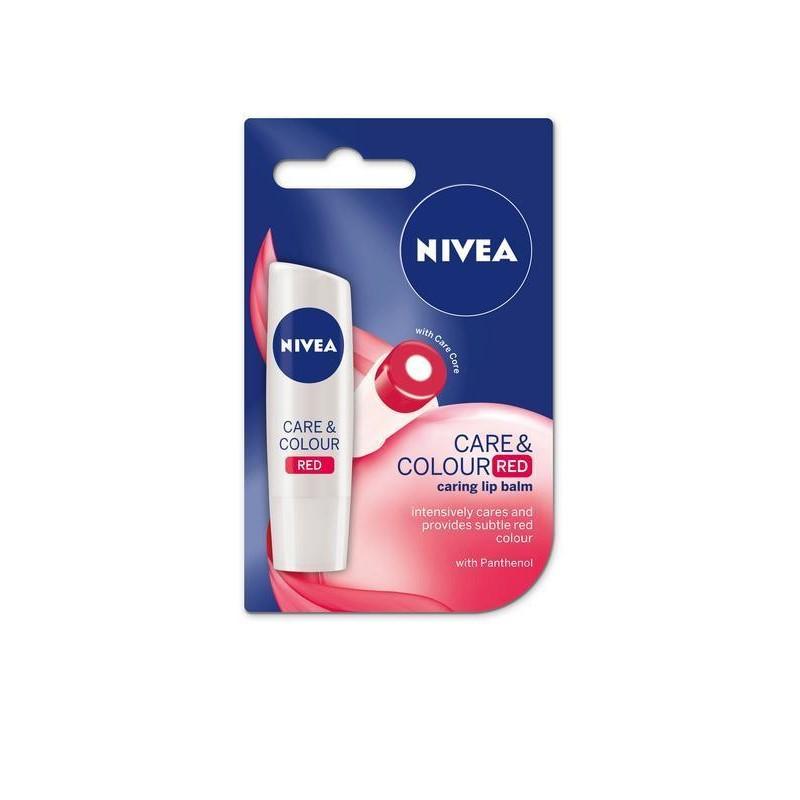 NIVEA
with Care Core
NIVEA
CARE &
COLOUR
RED
CARE &
COLOUR RED
caring lip balm
intensively cares and
provides subtle red
colour
with Panthenol